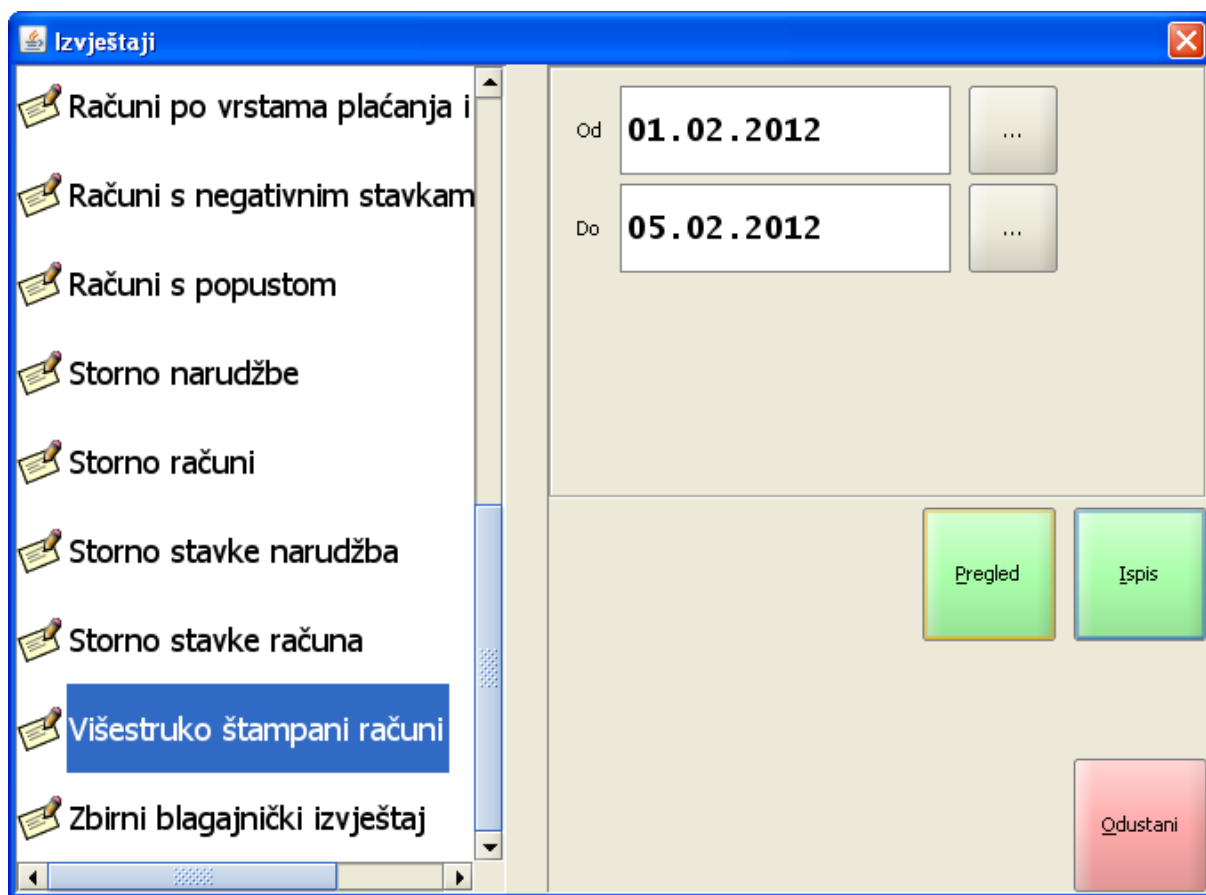 Izvještaji
Računi po vrstama plaćanja i
Računi s negativnim stavkam
Računi s popustom
Storno narudžbe
Storno računi
Storno stavke narudžba
Storno stavke računa
Višestruko štampani računi
Zbirni blagajnički izvještaj
Od 01.02.2012 ...
Do 05.02.2012 ...
Pregled Ispis
Odustani